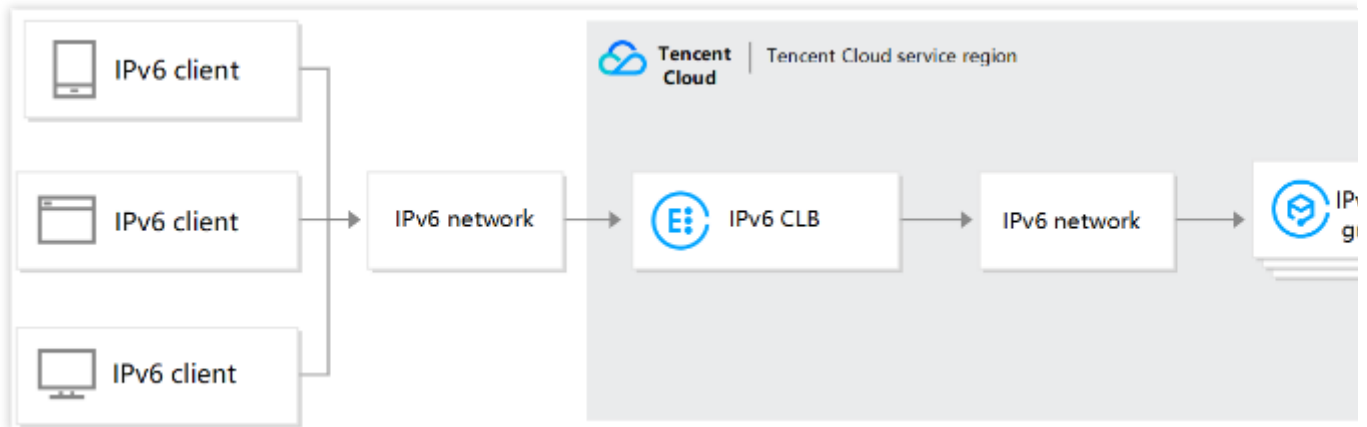 IPv6 client
Tencent
Cloud
Tencent Cloud service region
IPv6 client
IPv6 network
IPv6 CLB
IPv6 network
IPv6 client